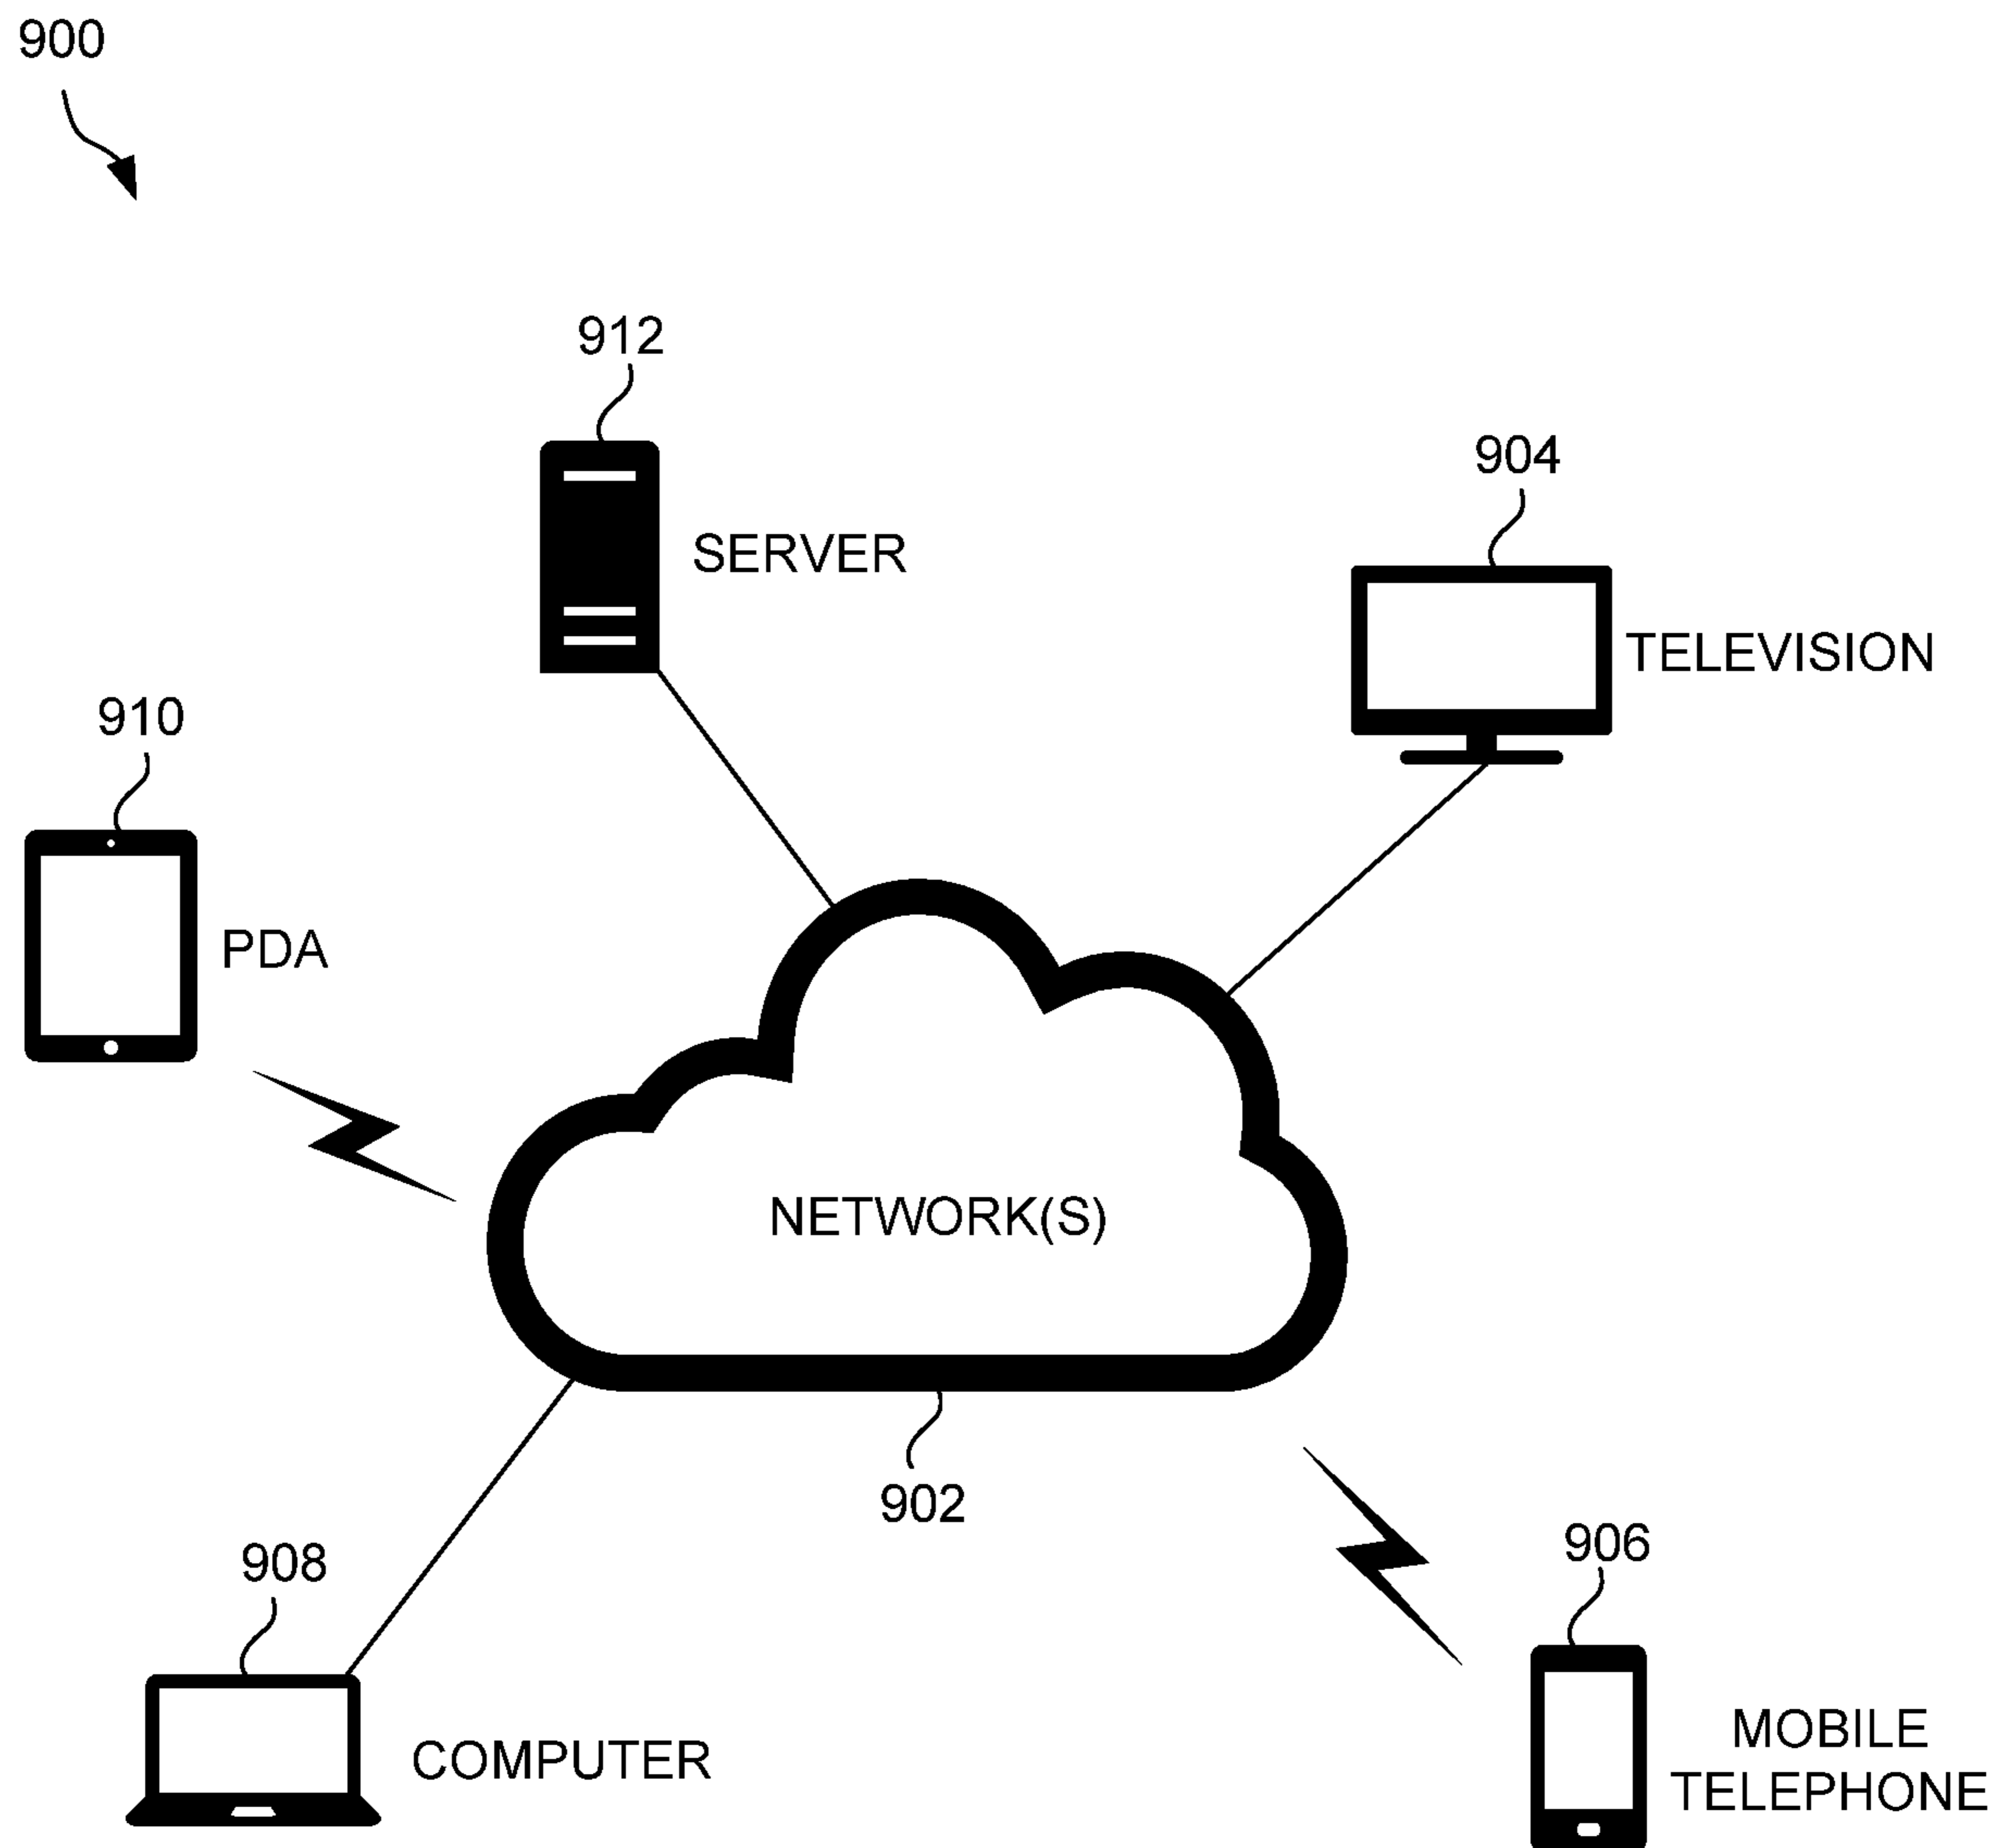 900
912
SERVER
904
TELEVISION
910
PDA
NETWORK(S)
902
908
COMPUTER
906
MOBILE
TELEPHONE